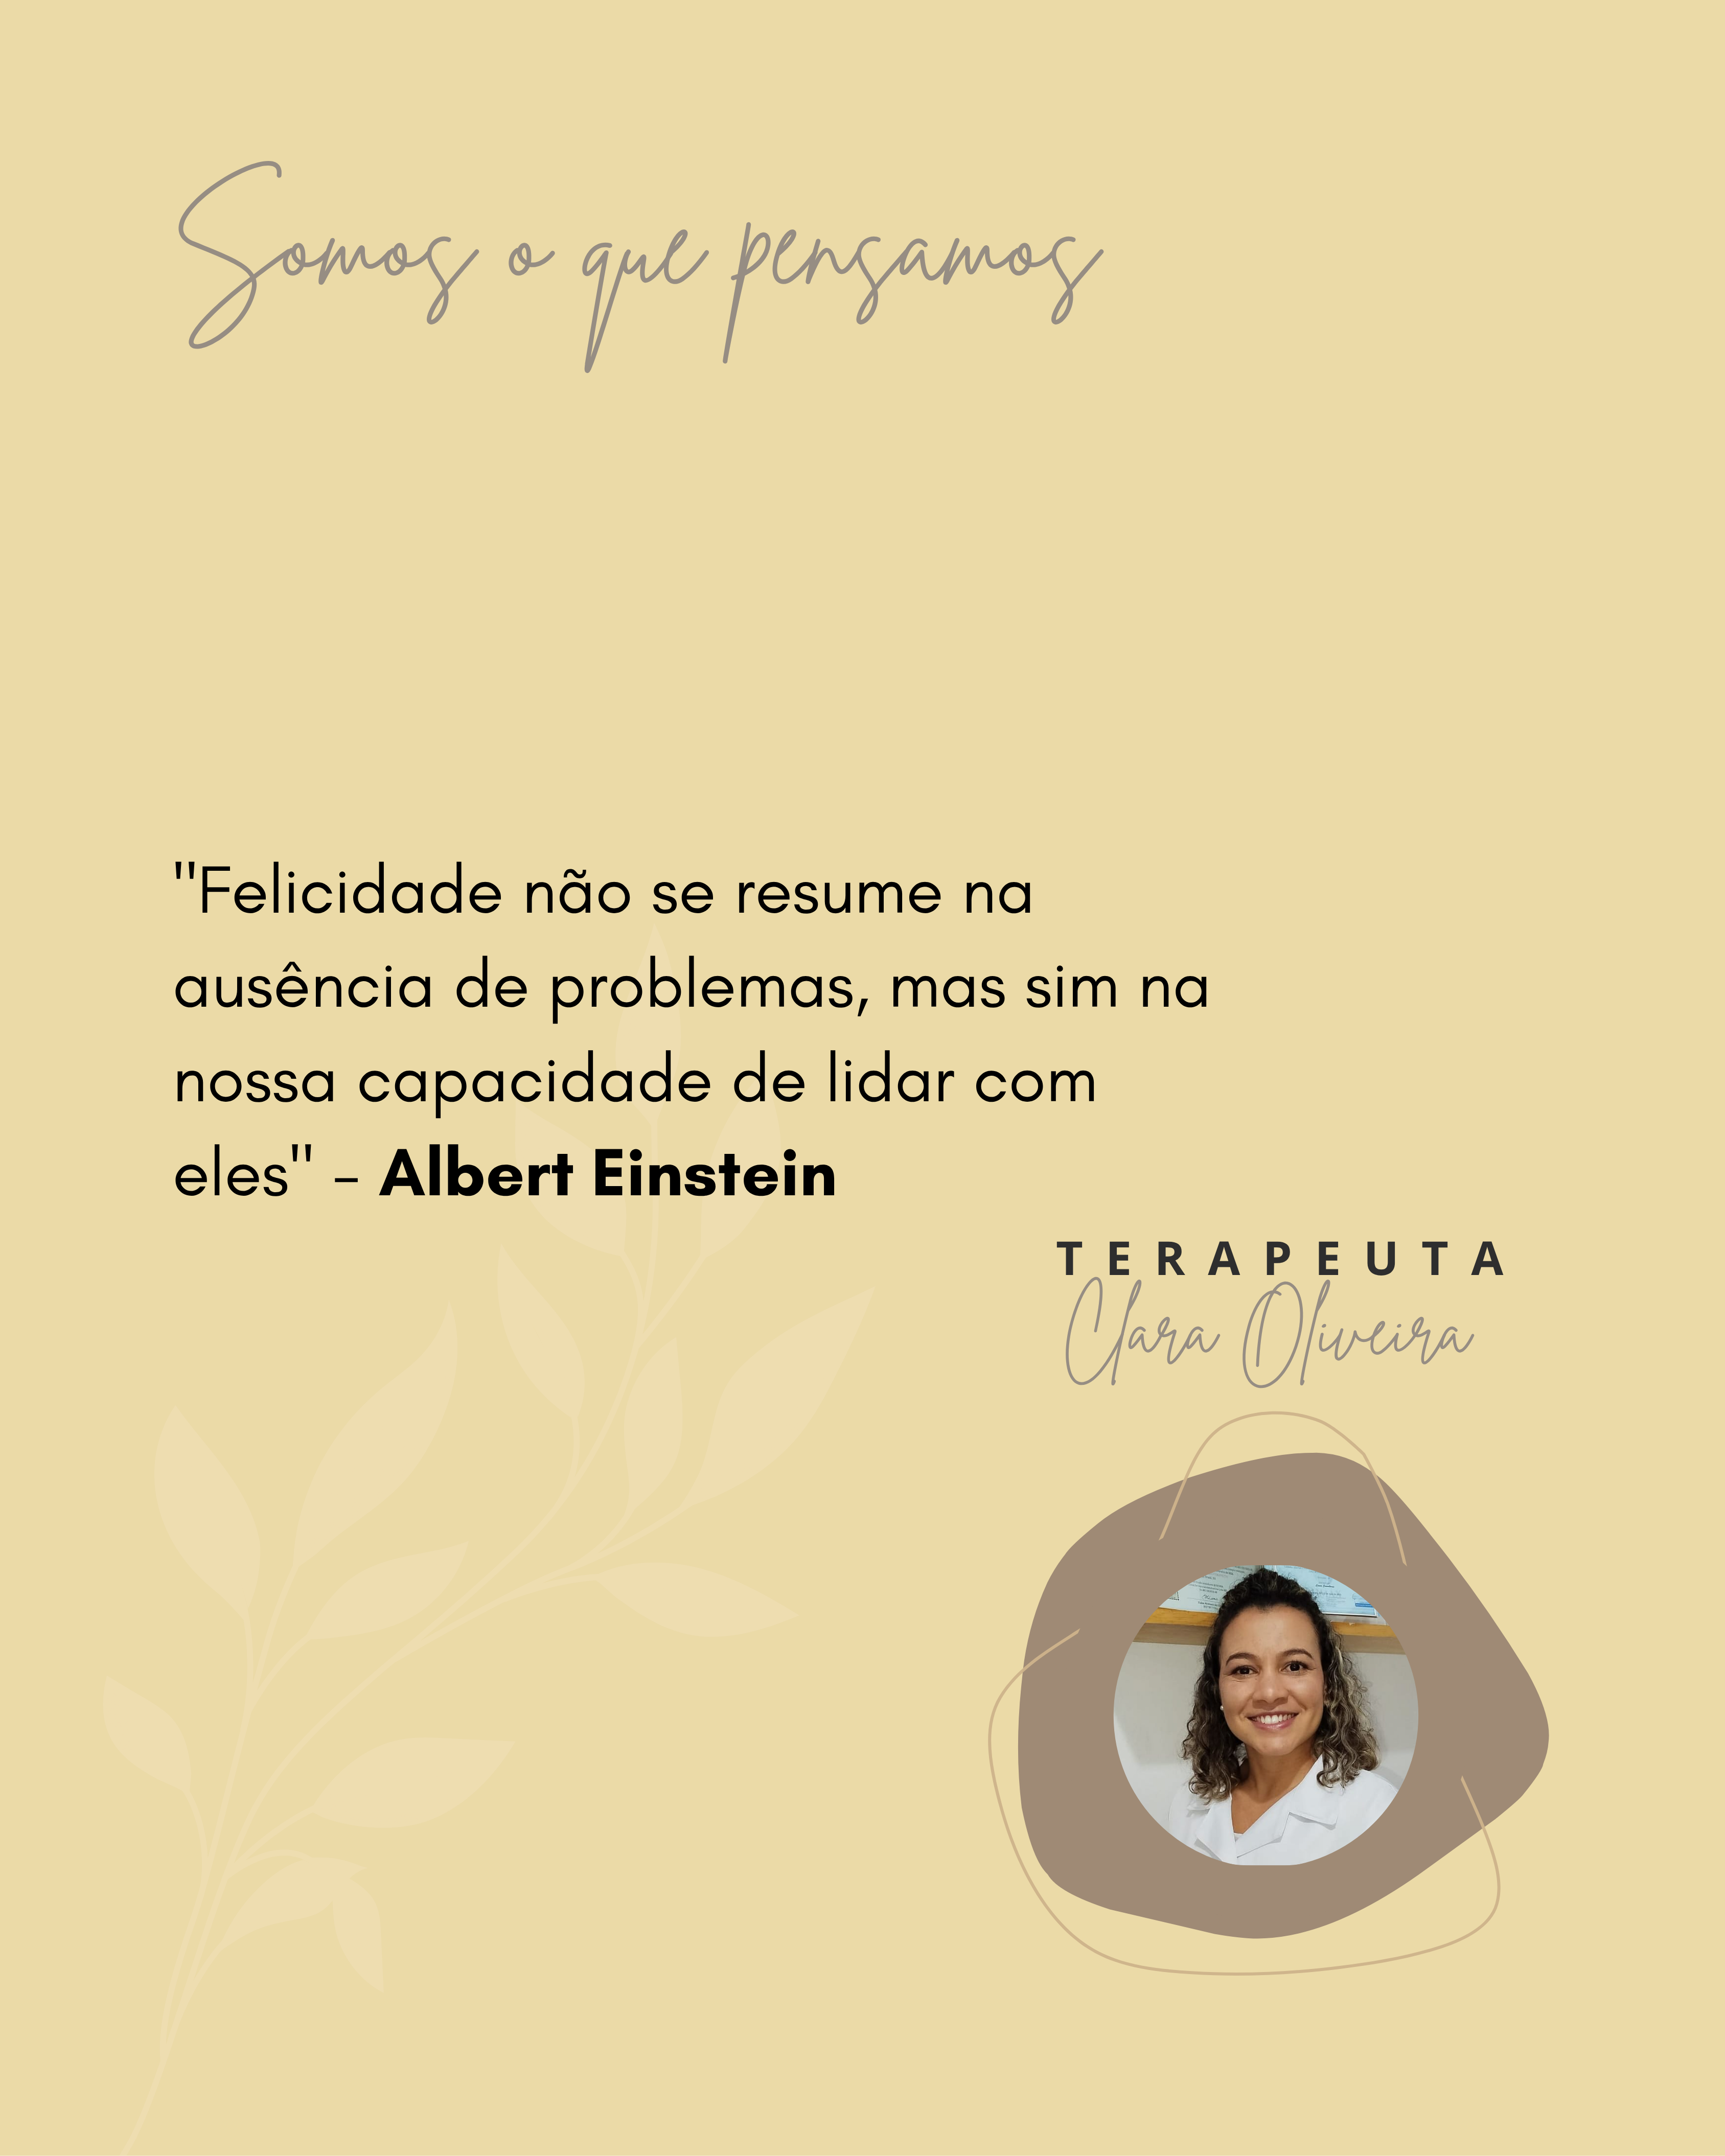 Somos o que pensamos
"Felicidade não se resume na
ausência de problemas, mas sim na
nossa capacidade de lidar com
eles" - Albert Einstein
TERAPEUTA
Clara Oliveira